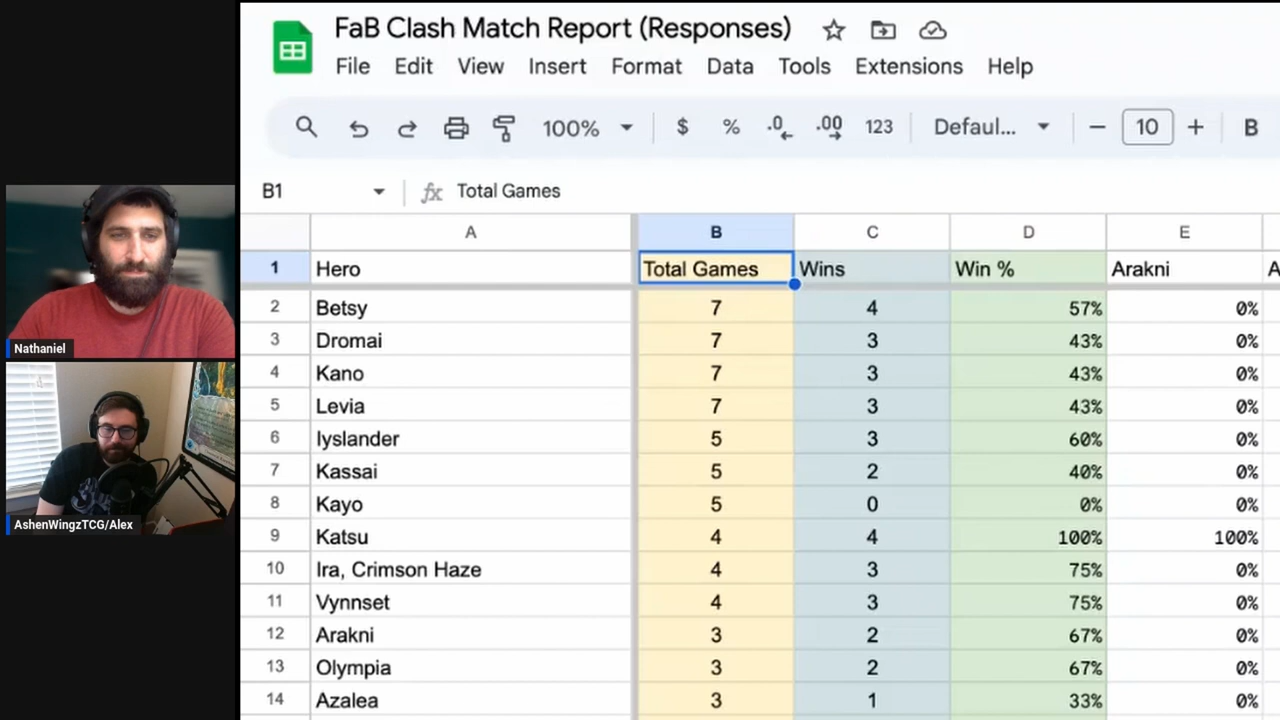 FaB Clash Match Report (Responses)
File Edit View Insert Format Data Tools Extensions Help
100% $ % .0 .00 123 Defaul... − 10 + B
B1 fx Total Games
A B C D E
1 Hero Total Games Wins Win % Arakni A
2 Betsy 7 4 57% 0%
3 Dromai 7 3 43% 0%
4 Kano 7 3 43% 0%
5 Levia 7 3 43% 0%
6 Iyslander 5 3 60% 0%
7 Kassai 5 2 40% 0%
8 Kayo 5 0 0% 0%
9 Katsu 4 4 100% 100%
10 Ira, Crimson Haze 4 3 75% 0%
11 Vynnset 4 3 75% 0%
12 Arakni 3 2 67% 0%
13 Olympia 3 2 67% 0%
14 Azalea 3 1 33% 0%
Nathaniel
AshenWingzTCG/Alex